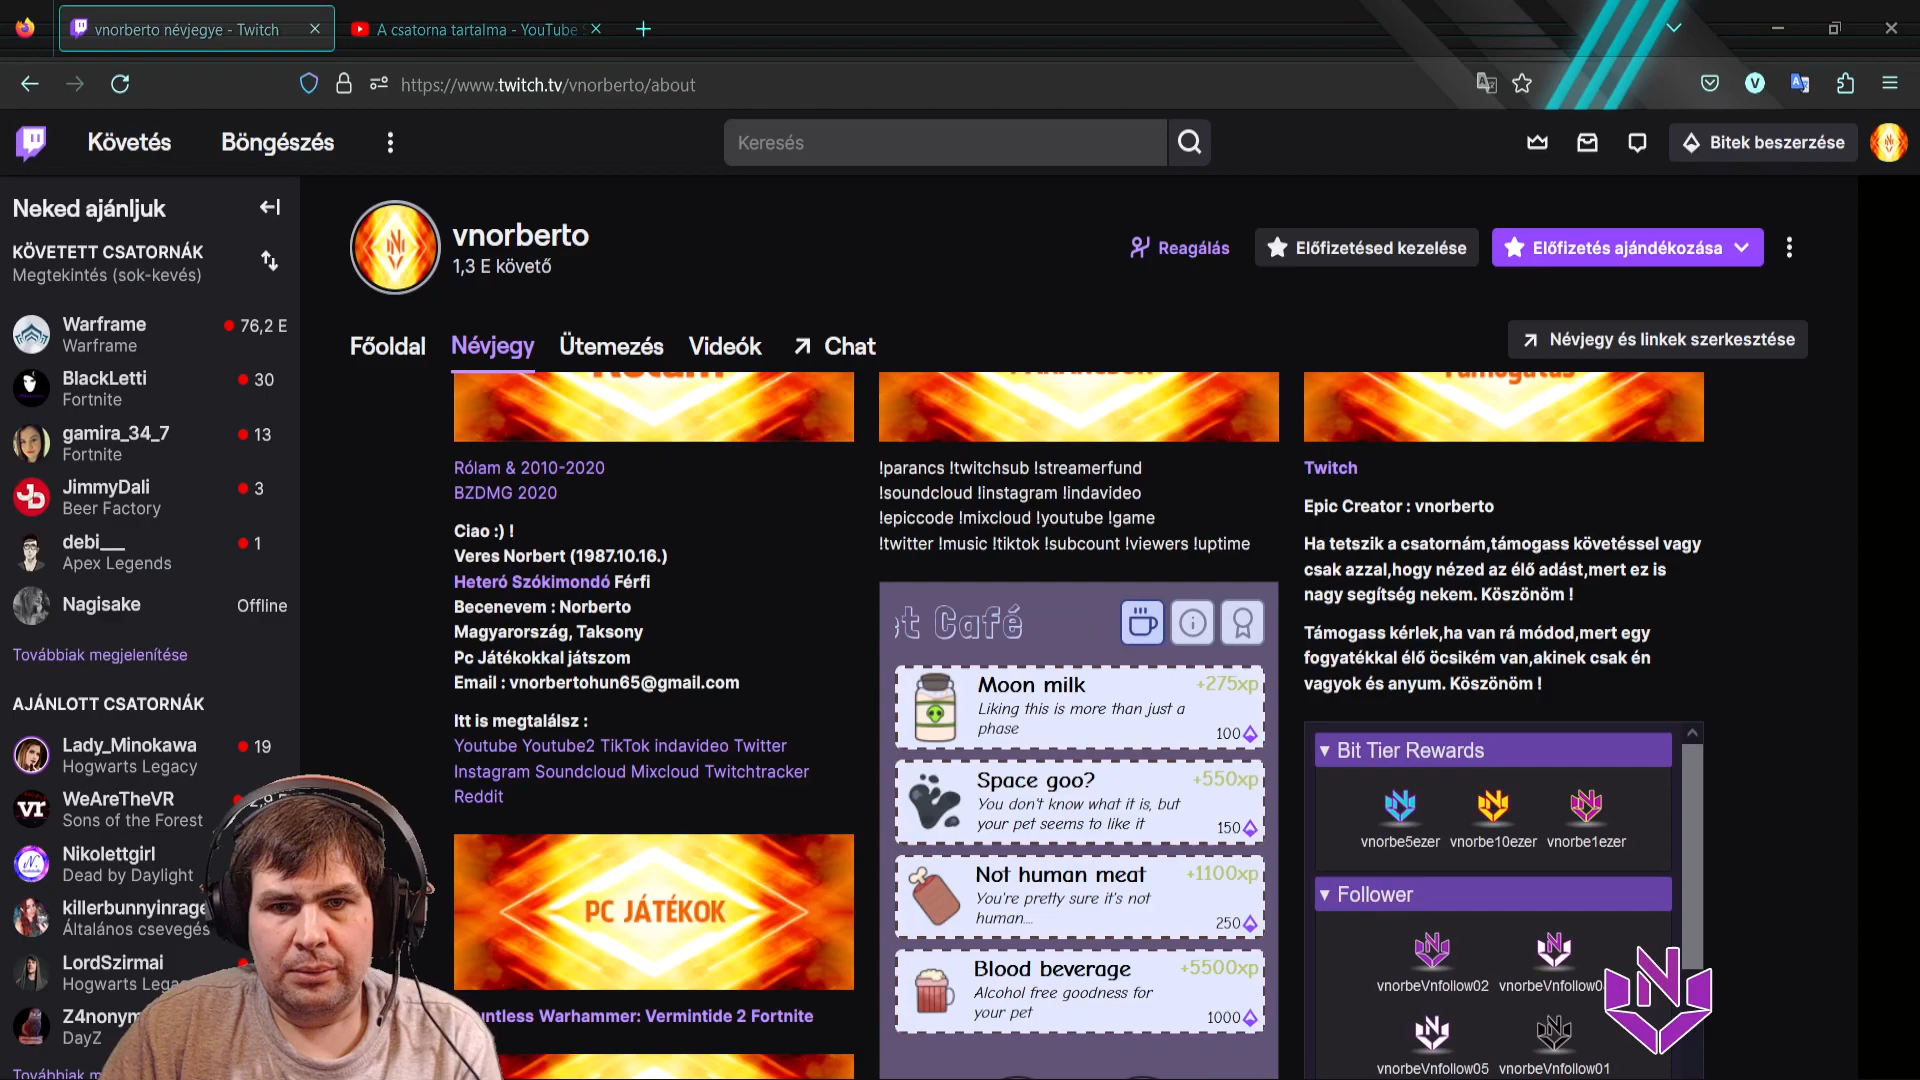 vnorberto névjegye - Twitch
A csatorna tartalma - YouTube
https://www.twitch.tv/vnorberto/about
Követés
Böngészés
Keresés
Bitek beszerzése
Neked ajánljuk
KÖVETETT CSATORNÁK
Megtekintés (sok-kevés)
Warframe
76,2 E
Warframe
BlackLetti
30
Fortnite
gamira_34_7
13
Fortnite
JimmyDali
3
Beer Factory
debi___
1
Apex Legends
Nagisake
Offline
Továbbiak megjelenítése
AJÁNLOTT CSATORNÁK
Lady_Minokawa
19
Hogwarts Legacy
WeAreTheVR
Sons of the Forest
Nikolettgirl
Dead by Daylight
killerbunnyinrage
Általános csevegés
LordSzirmai
Hogwarts Lega
Z4nonym
DayZ
Továbbiak m
vnorberto
1,3 E követő
Reagálás
Előfizetésed kezelése
Előfizetés ajándékozása
Főoldal
Névjegy
Ütemezés
Videók
Chat
Névjegy és linkek szerkesztése
Rólam & 2010-2020
BZDMG 2020
Ciao :) !
Veres Norbert (1987.10.16.)
Heteró Szókimondó Férfi
Becenevem : Norberto
Magyarország, Taksony
Pc Játékokkal játszom
Email : vnorbertohun65@gmail.com
Itt is megtalálsz :
Youtube Youtube2 TikTok indavideo Twitter
Instagram Soundcloud Mixcloud Twitchtracker
Reddit
PC JÁTÉKOK
untless Warhammer: Vermintide 2 Fortnite
!parancs !twitchsub !streamerfund
!soundcloud !instagram !indavideo
!epiccode !mixcloud !youtube !game
!twitter !music !tiktok !subcount !viewers !uptime
et Café
Moon milk
+275xp
Liking this is more than just a
phase
100
Space goo?
+550xp
You don't know what it is, but
your pet seems to like it
150
Not human meat
+1100xp
You're pretty sure it's not
human....
250
Blood beverage
+5500xp
Alcohol free goodness for
your pet
1000
Támogatás
Twitch
Epic Creator : vnorberto
Ha tetszik a csatornám,támogass követéssel vagy
csak azzal,hogy nézed az élő adást,mert ez is
nagy segítség nekem. Köszönöm !
Támogass kérlek,ha van rá módod,mert egy
fogyatékkal élő öcsikém van,akinek csak én
vagyok és anyum. Köszönöm !
Bit Tier Rewards
vnorbe5ezer
vnorbe10ezer
vnorbe1ezer
Follower
vnorbeVnfollow02
vnorbeVnfollow0
vnorbeVnfollow05
vnorbeVnfollow01